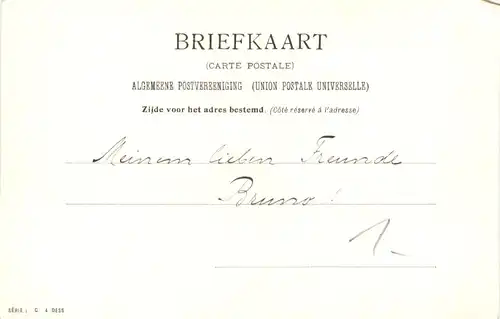 BRIEFKAART
(CARTE POSTALE)
ALGEMEENE POSTVEREENIGING (UNION POSTALE UNIVERSELLE)
Zijde voor het adres bestemd. (Côté réservé à l'adresse)
Meinem lieben Freunde
Bruno!
1-
SÉRIE